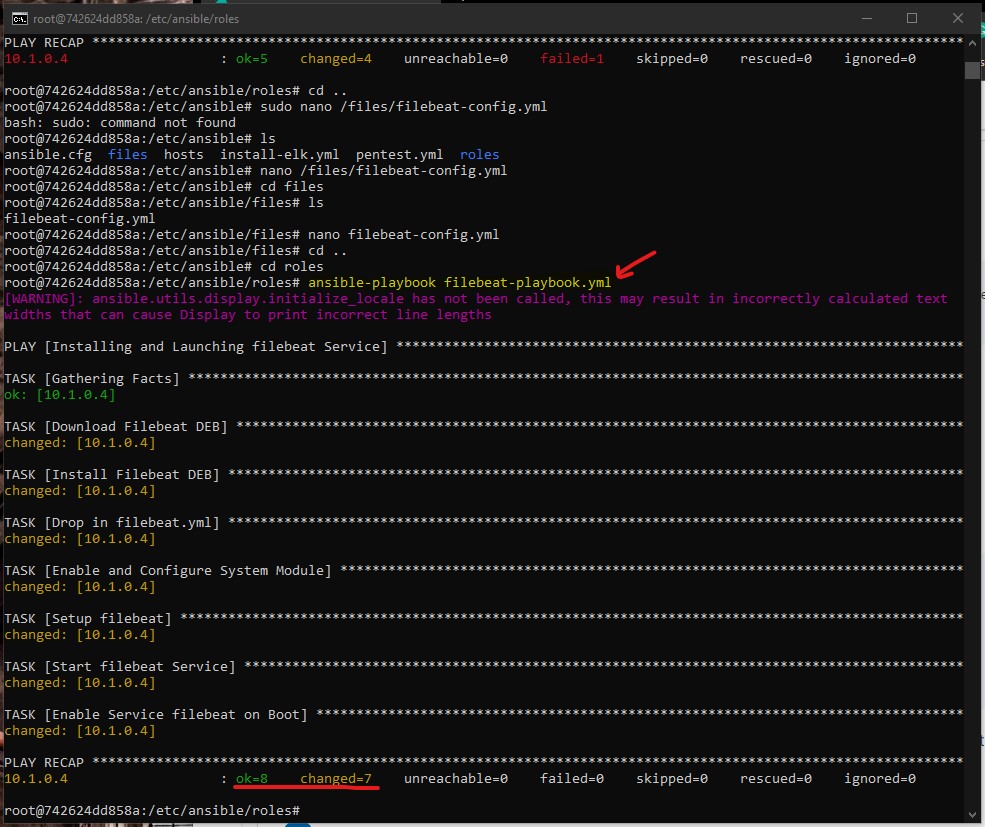 root@742624dd858a: /etc/ansible/roles
PLAY RECAP *************************************************************************************************************
10.1.0.4                   : ok=5    changed=4    unreachable=0    failed=1    skipped=0    rescued=0    ignored=0
root@742624dd858a:/etc/ansible/roles# cd ..
root@742624dd858a:/etc/ansible# sudo nano /files/filebeat-config.yml
bash: sudo: command not found
root@742624dd858a:/etc/ansible# ls
ansible.cfg  files  hosts  install-elk.yml  pentest.yml  roles
root@742624dd858a:/etc/ansible# nano /files/filebeat-config.yml
root@742624dd858a:/etc/ansible# cd files
root@742624dd858a:/etc/ansible/files# ls
filebeat-config.yml
root@742624dd858a:/etc/ansible/files# nano filebeat-config.yml
root@742624dd858a:/etc/ansible/files# cd ..
root@742624dd858a:/etc/ansible# cd roles
root@742624dd858a:/etc/ansible/roles# ansible-playbook filebeat-playbook.yml
[WARNING]: ansible.utils.display.initialize_locale has not been called, this may result in incorrectly calculated text
widths that can cause Display to print incorrect line lengths
PLAY [Installing and Launching filebeat Service] ***********************************************************************
TASK [Gathering Facts] *************************************************************************************************
ok: [10.1.0.4]
TASK [Download Filebeat DEB] *******************************************************************************************
changed: [10.1.0.4]
TASK [Install Filebeat DEB] ********************************************************************************************
changed: [10.1.0.4]
TASK [Drop in filebeat.yml] ********************************************************************************************
changed: [10.1.0.4]
TASK [Enable and Configure System Module] ******************************************************************************
changed: [10.1.0.4]
TASK [Setup filebeat] **************************************************************************************************
changed: [10.1.0.4]
TASK [Start filebeat Service] ******************************************************************************************
changed: [10.1.0.4]
TASK [Enable Service filebeat on Boot] *********************************************************************************
changed: [10.1.0.4]
PLAY RECAP *************************************************************************************************************
10.1.0.4                   : ok=8    changed=7    unreachable=0    failed=0    skipped=0    rescued=0    ignored=0
root@742624dd858a:/etc/ansible/roles#